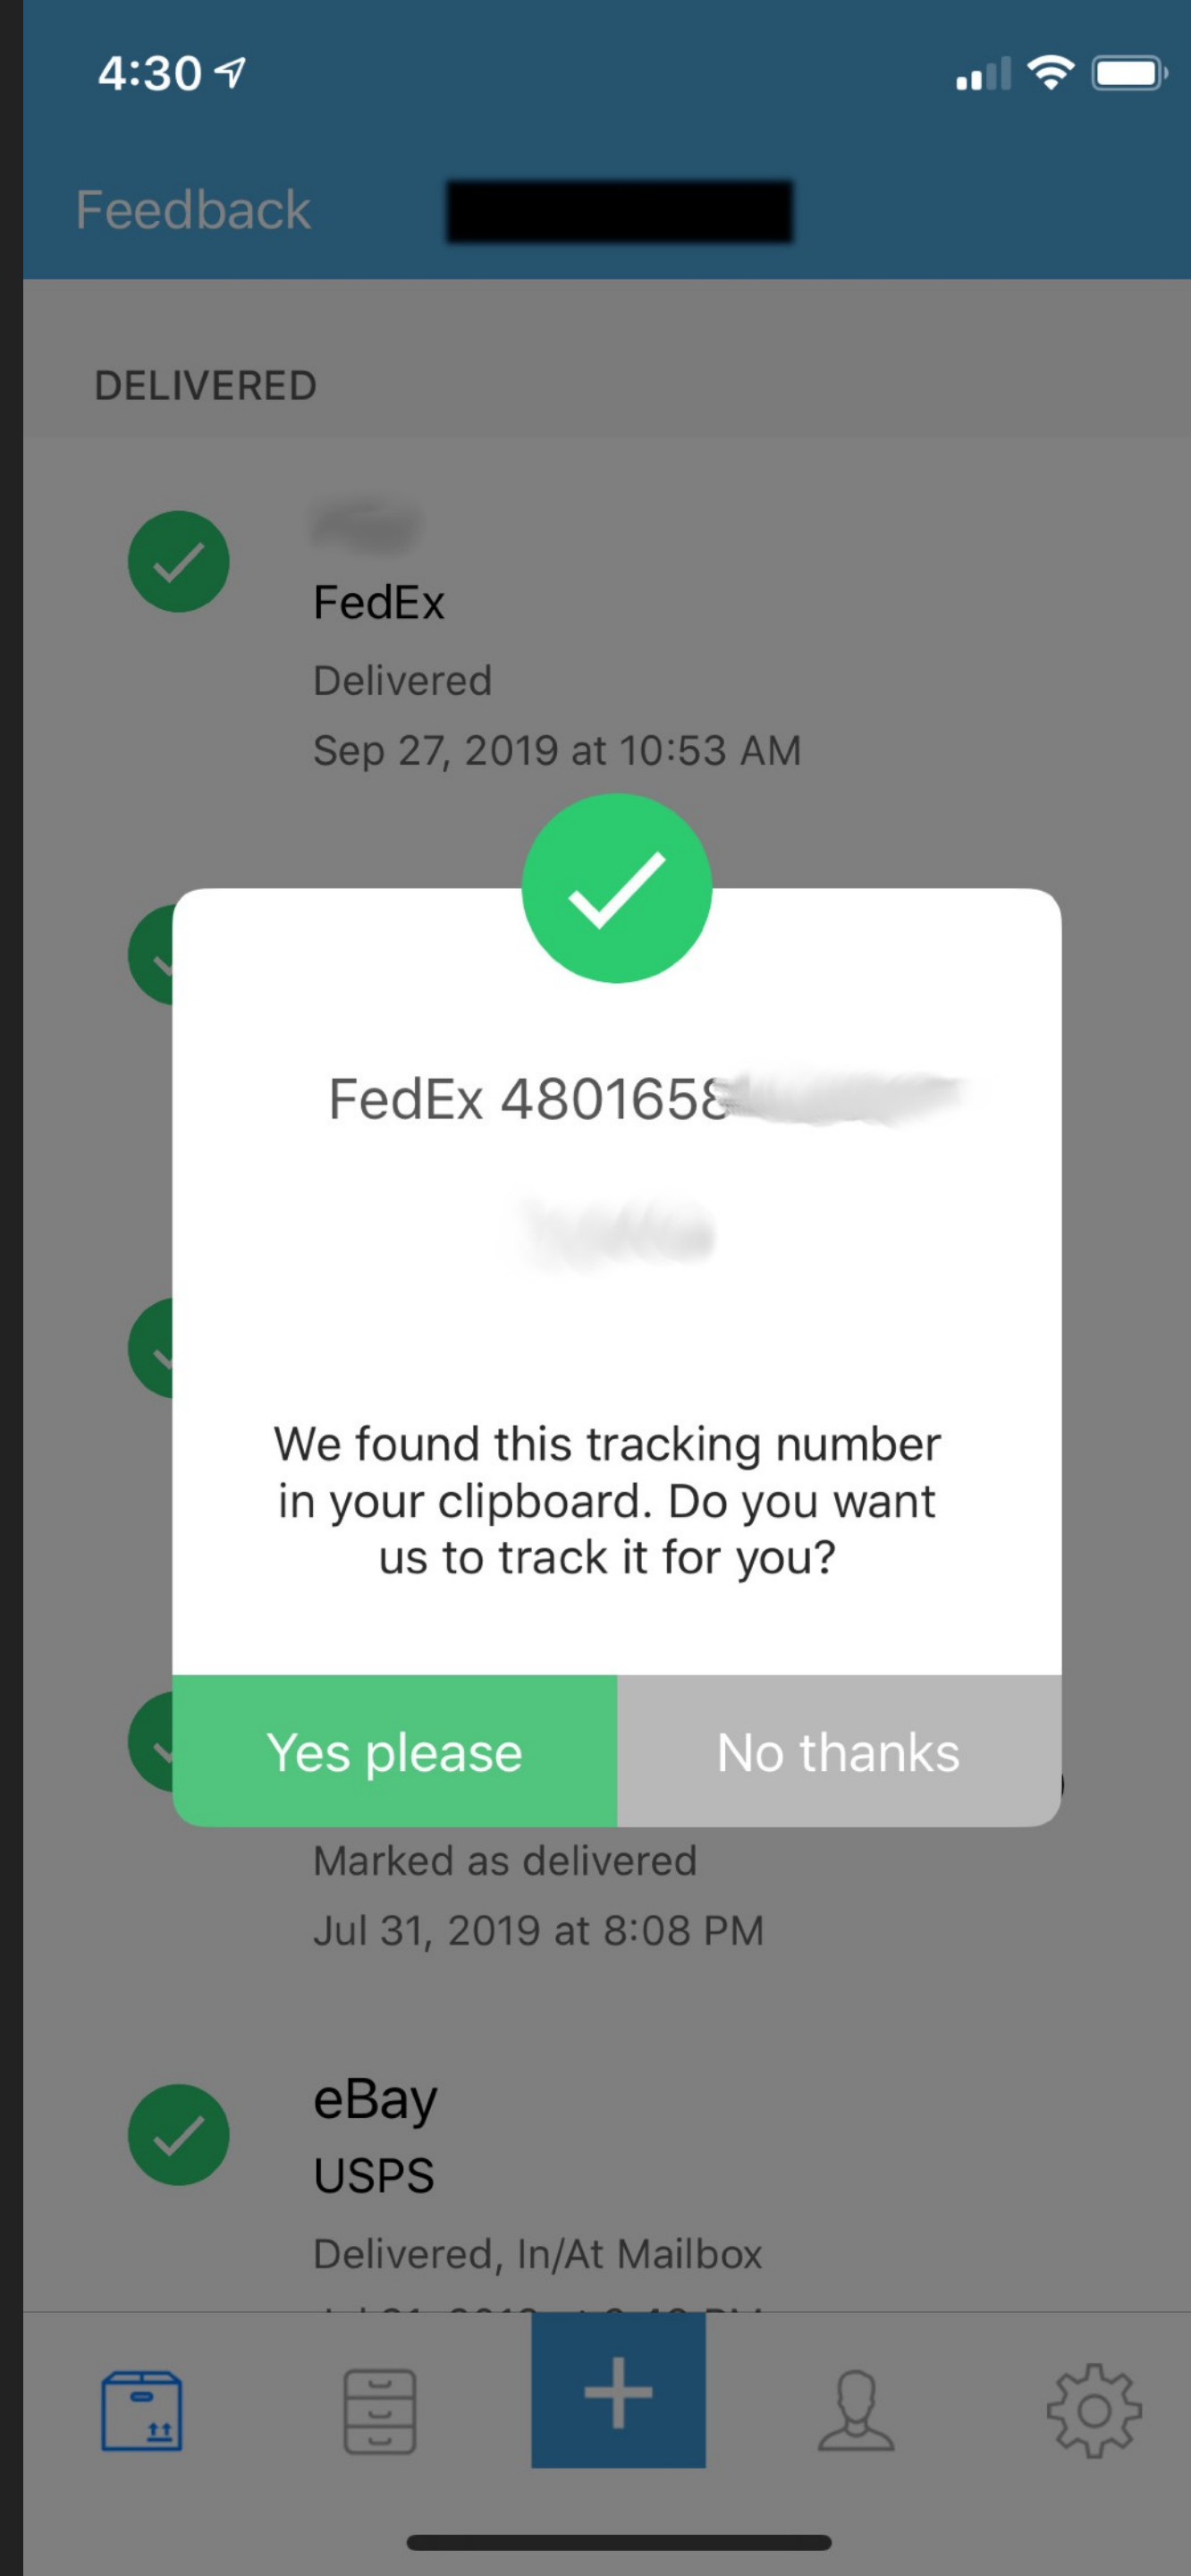 4:30
Feedback
DELIVERED
FedEx
Delivered
Sep 27, 2019 at 10:53 AM
FedEx 4801658
We found this tracking number
in your clipboard. Do you want
us to track it for you?
Yes please
No thanks
Marked as delivered
Jul 31, 2019 at 8:08 PM
eBay
USPS
Delivered, In/At Mailbox